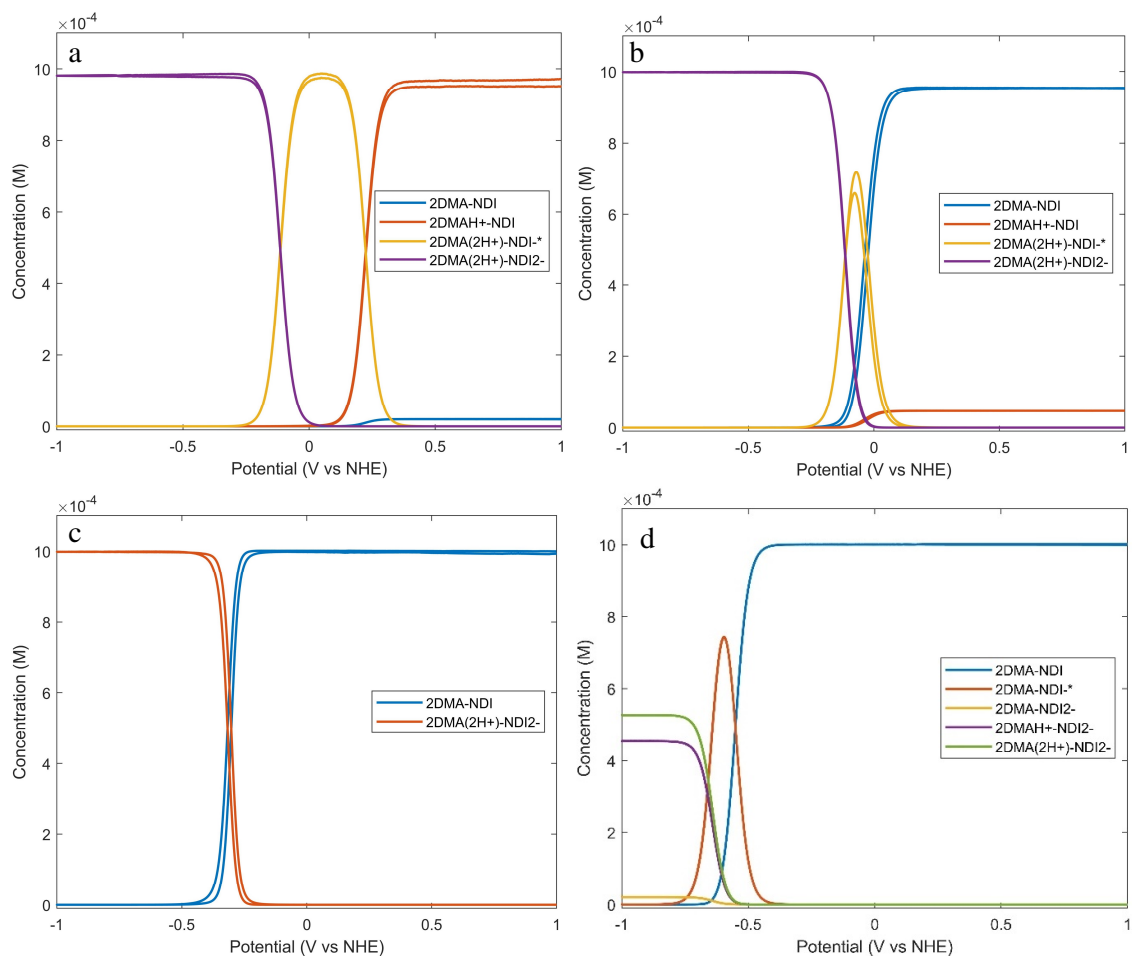 a
×10⁻⁴
10
8
6
4
2
0
Concentration (M)
2DMA-NDI
2DMAH+-NDI
2DMA(2H+)-NDI-*
2DMA(2H+)-NDI2-
-1 -0.5 0 0.5 1
Potential (V vs NHE)
b
×10⁻⁴
10
8
6
4
2
0
Concentration (M)
2DMA-NDI
2DMAH+-NDI
2DMA(2H+)-NDI-*
2DMA(2H+)-NDI2-
-1 -0.5 0 0.5 1
Potential (V vs NHE)
c
×10⁻⁴
10
8
6
4
2
0
Concentration (M)
2DMA-NDI
2DMA(2H+)-NDI2-
-1 -0.5 0 0.5 1
Potential (V vs NHE)
d
×10⁻⁴
10
8
6
4
2
0
Concentration (M)
2DMA-NDI
2DMA-NDI-*
2DMA-NDI2-
2DMAH+-NDI2-
2DMA(2H+)-NDI2-
-1 -0.5 0 0.5 1
Potential (V vs NHE)